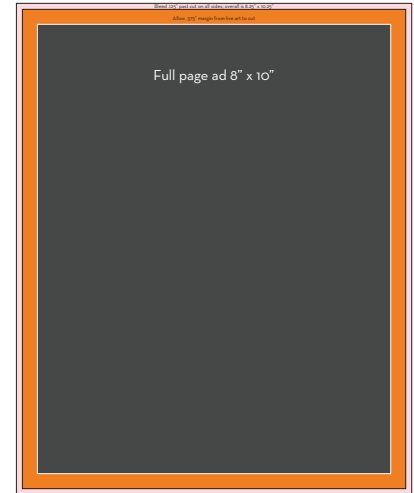 Bleed .125" past cut on all sides, overall is 8.25" x 10.25"
Allow .375" margin from live art to cut
Full page ad 8" x 10"